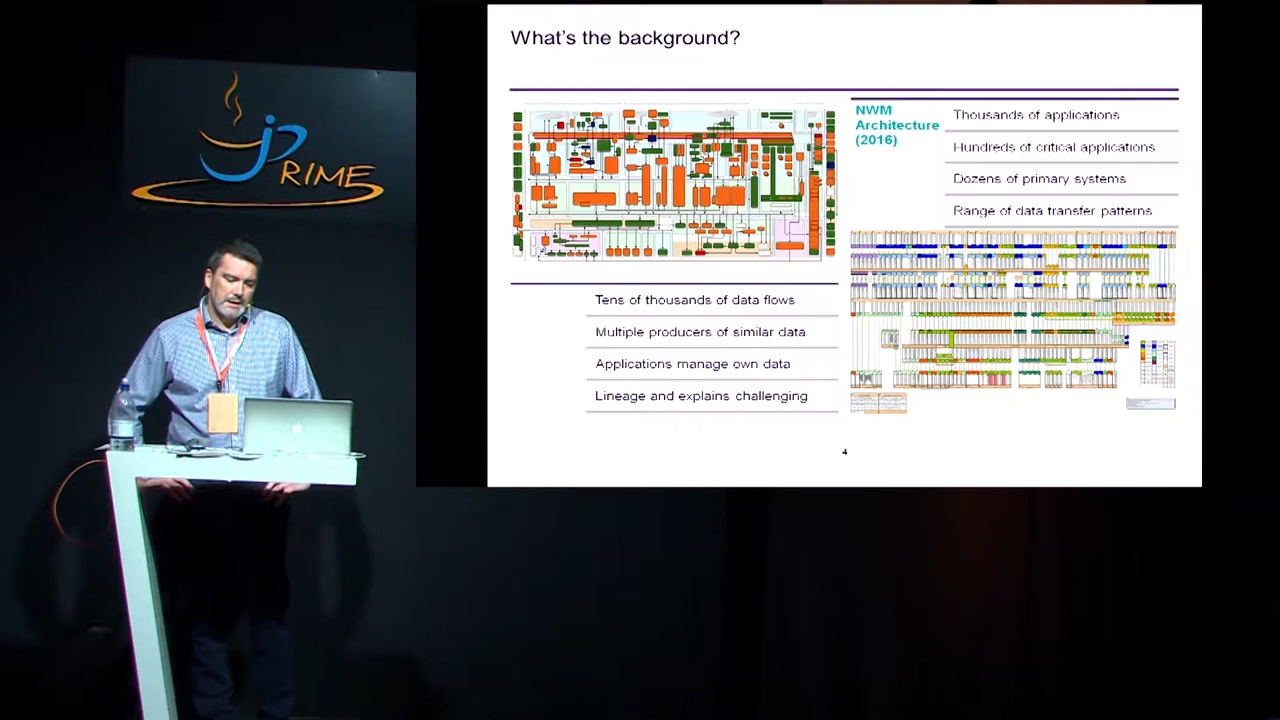 jPRIME
What's the background?
NWM
Architecture
(2016)
Thousands of applications
Hundreds of critical applications
Dozens of primary systems
Range of data transfer patterns
Tens of thousands of data flows
Multiple producers of similar data
Applications manage own data
Lineage and explains challenging
4